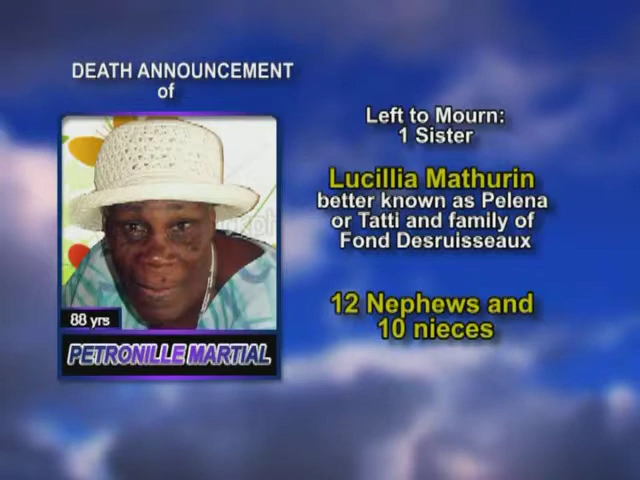 DEATH ANNOUNCEMENT
of
88 yrs
PETRONILLE MARTIAL
Left to Mourn:
1 Sister
Lucillia Mathurin
better known as Pelena
or Tatti and family of
Fond Desruisseaux
12 Nephews and
10 nieces